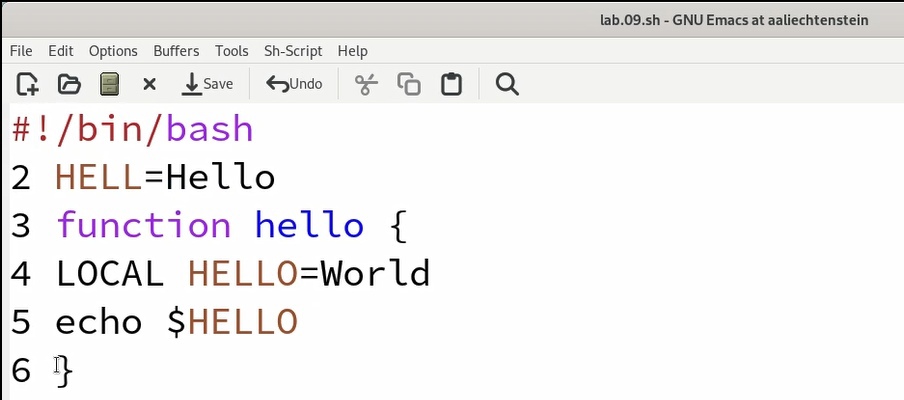 lab.09.sh - GNU Emacs at aaliechtenstein
File Edit Options Buffers Tools Sh-Script Help
Save Undo
#!/bin/bash
2 HELL=Hello
3 function hello {
4 LOCAL HELLO=World
5 echo $HELLO
6 }